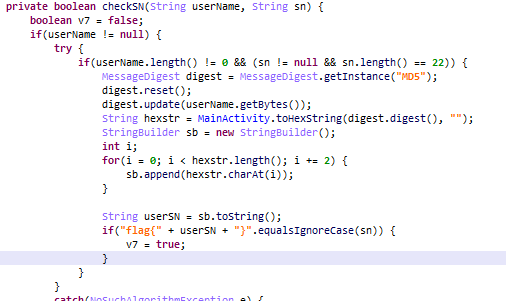 private boolean checkSN(String userName, String sn) {
boolean v7 = false;
if(userName != null) {
try {
if(userName.length() != 0 && (sn != null && sn.length() == 22)) {
MessageDigest digest = MessageDigest.getInstance("MD5");
digest.reset();
digest.update(userName.getBytes());
String hexstr = MainActivity.toHexString(digest.digest(), "");
StringBuilder sb = new StringBuilder();
int i;
for(i = 0; i < hexstr.length(); i += 2) {
sb.append(hexstr.charAt(i));
}
String userSN = sb.toString();
if("flag{" + userSN + "}".equalsIgnoreCase(sn)) {
v7 = true;
}
}
}
catch(NoSuchAlgorithmException e) {